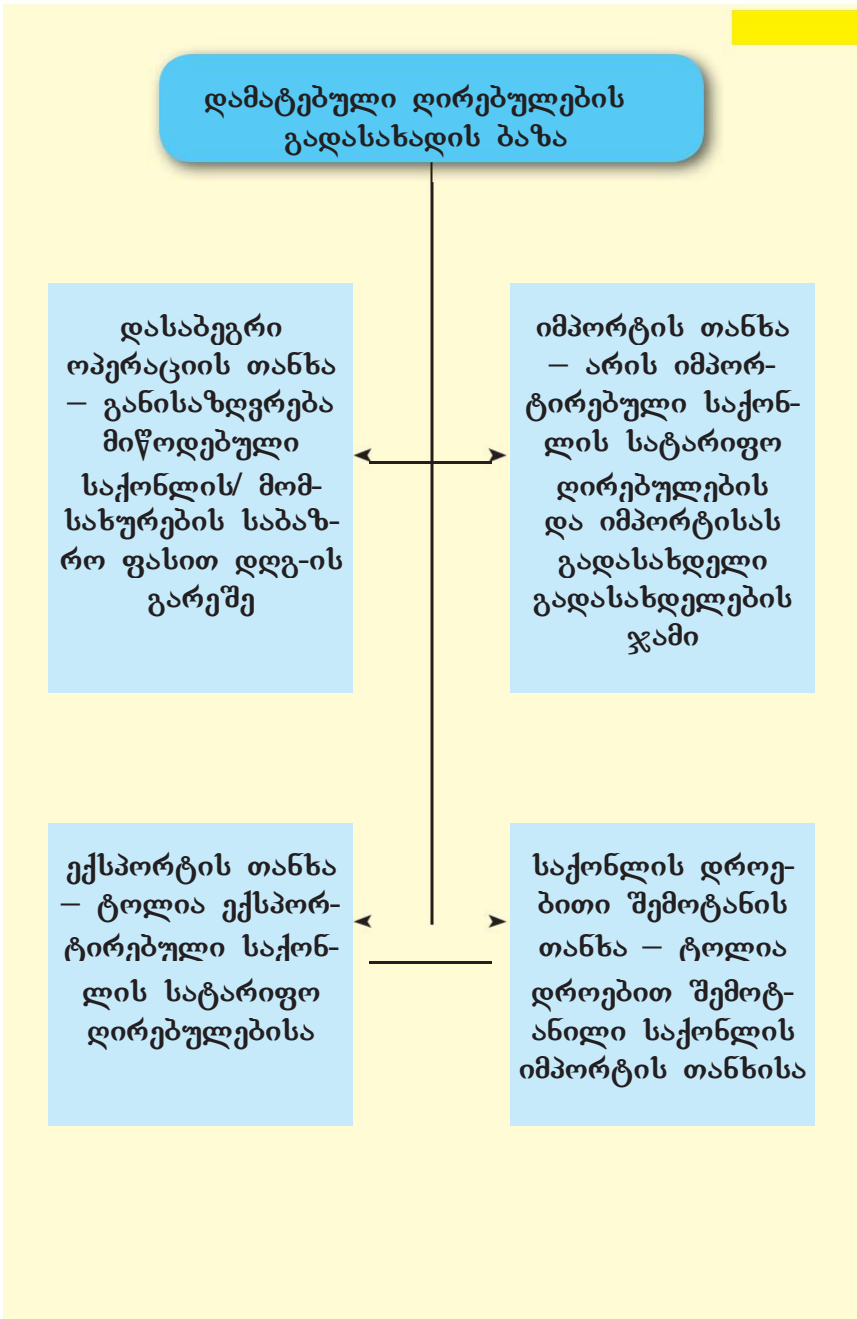 დამატებული ღირებულების
გადასახადის ბაზა
დასაბეგრი
ოპერაციის თანხა
– განისაზღვრება
მიწოდებული
საქონლის/ მომ-
სახურების საბაზ-
რო ფასით დღგ-ის
გარეშე
იმპორტის თანხა
– არის იმპორ-
ტირებული საქონ-
ლის სატარიფო
ღირებულების
და იმპორტისას
გადასახდელი
გადასახდელების
ჯამი
ექსპორტის თანხა
– ტოლია ექსპორ-
ტირებული საქონ-
ლის სატარიფო
ღირებულებისა
საქონლის დროე-
ბითი შემოტანის
თანხა – ტოლია
დროებით შემოტ-
ანილი საქონლის
იმპორტის თანხისა